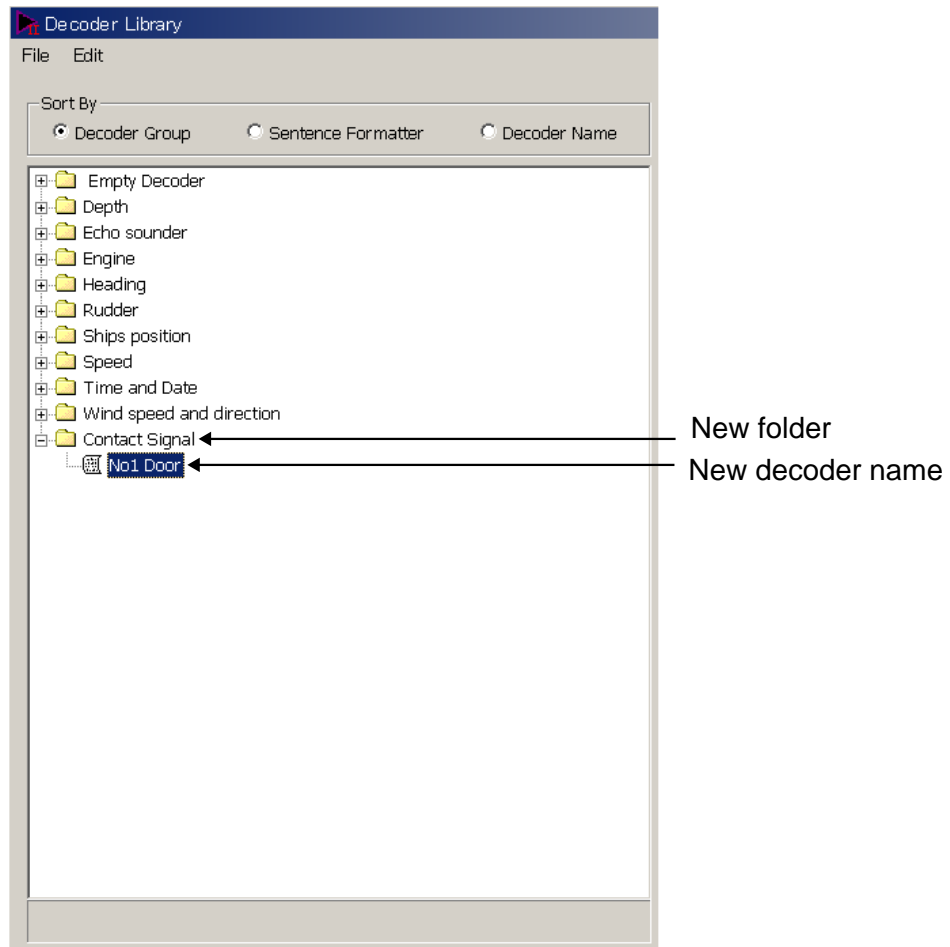 Decoder Library
File Edit
Sort By
Decoder Group Sentence Formatter Decoder Name
Empty Decoder
Depth
Echo sounder
Engine
Heading
Rudder
Ships position
Speed
Time and Date
Wind speed and direction
Contact Signal
New folder
No1 Door
New decoder name